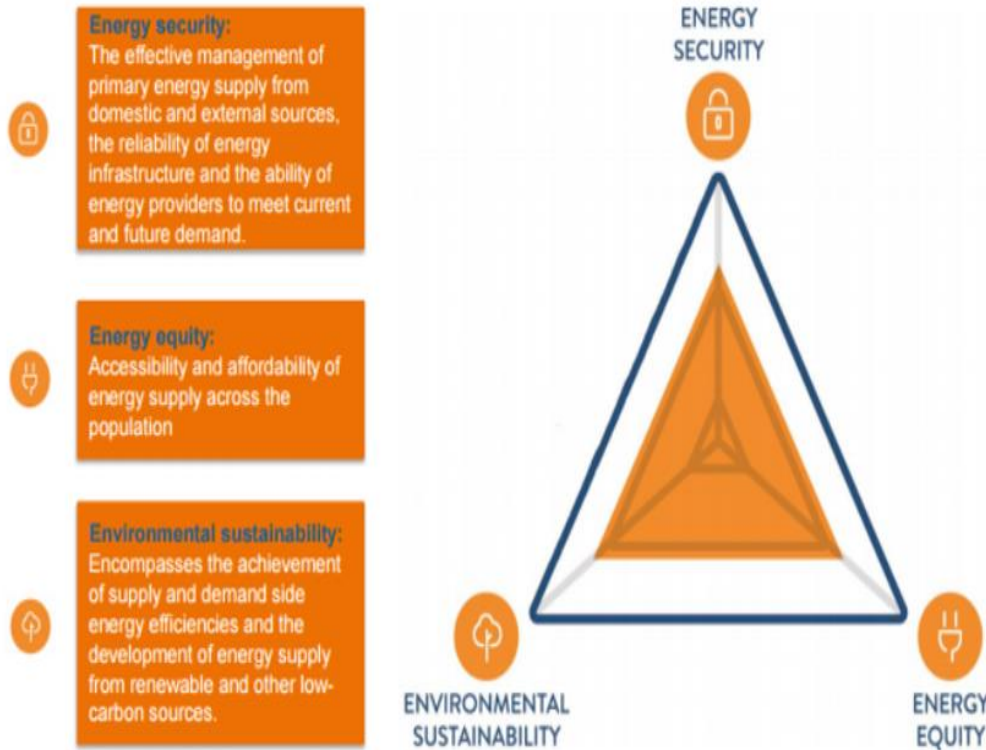 Energy security:
The effective management of
primary energy supply from
domestic and external sources,
the reliability of energy
infrastructure and the ability of
energy providers to meet current
and future demand.
Energy equity:
Accessibility and affordability of
energy supply across the
population
Environmental sustainability:
Encompasses the achievement
of supply and demand side
energy efficiencies and the
development of energy supply
from renewable and other low-
carbon sources.
ENERGY
SECURITY
ENVIRONMENTAL
SUSTAINABILITY
ENERGY
EQUITY